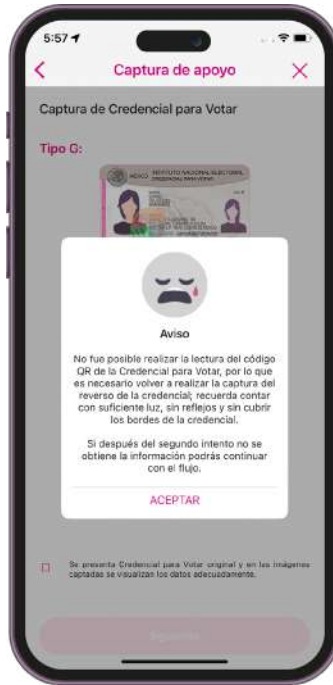 5:57
Captura de apoyo
Captura de Credencial para Votar
Tipo G:
MÉXICO INSTITUTO NACIONAL ELECTORAL
CREDENCIAL PARA VOTAR
Aviso
No fue posible realizar la lectura del código
QR de la Credencial para Votar, por lo que
es necesario volver a realizar la captura del
reverso de la credencial; recuerda contar
con suficiente luz, sin reflejos y sin cubrir
los bordes de la credencial.
Si después del segundo intento no se
obtiene la información podrás continuar
con el flujo.
ACEPTAR
Se presenta Credencial para Votar original y en las imágenes
captadas se visualizan los datos adecuadamente.
Siguiente